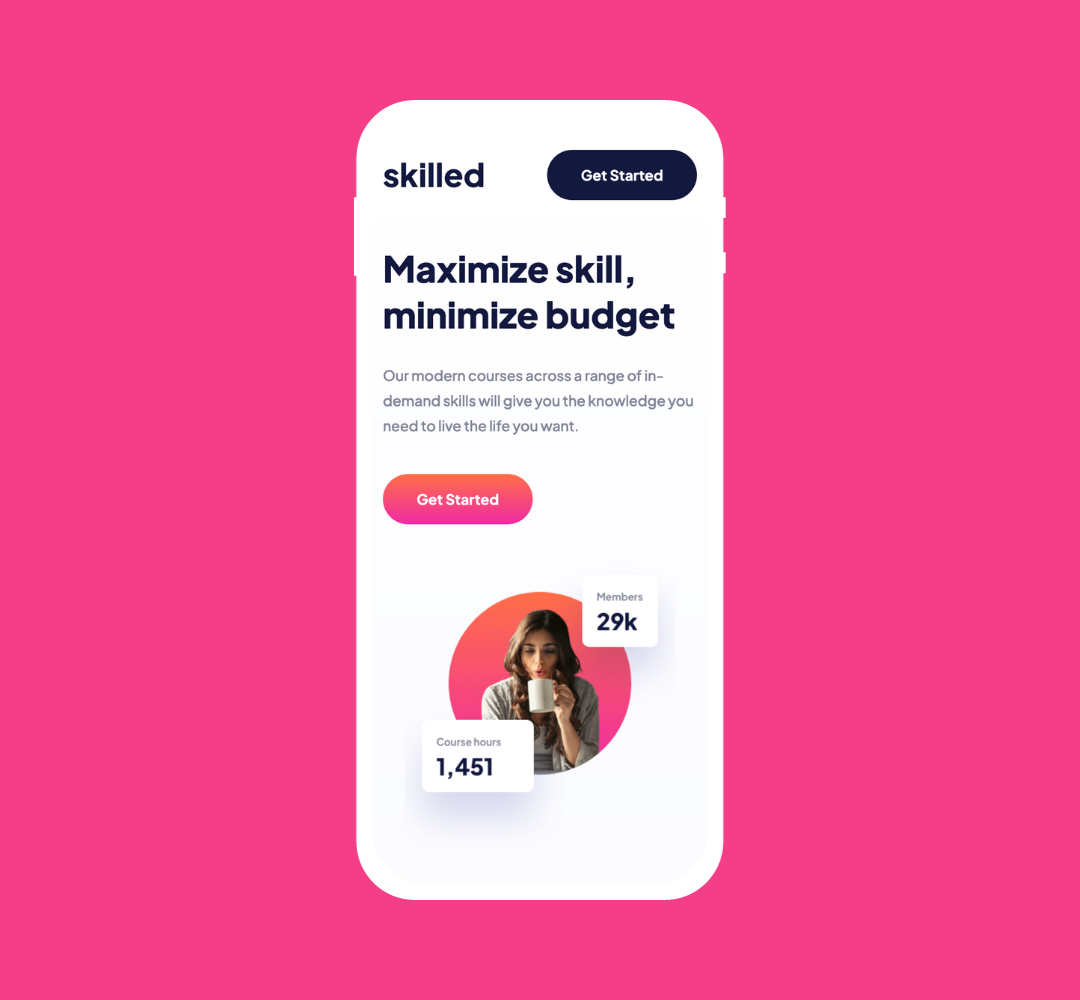 skilled
Get Started
Maximize skill,
minimize budget
Our modern courses across a range of in-
demand skills will give you the knowledge you
need to live the life you want.
Get Started
Members
29k
Course hours
1,451